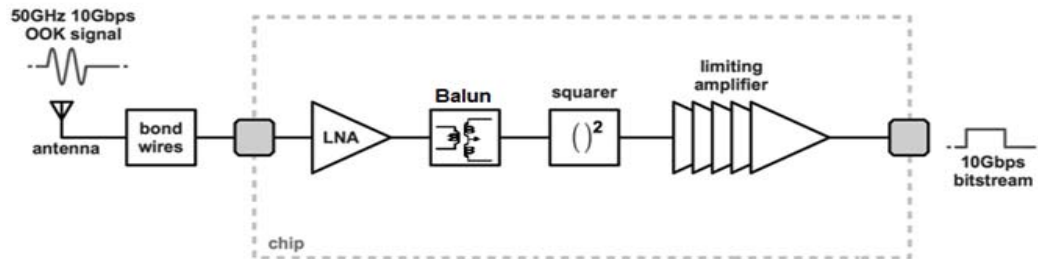 50GHz 10Gbps
OOK signal
antenna
bond
wires
LNA
Balun
squarer
( )²
limiting
amplifier
10Gbps
bitstream
chip